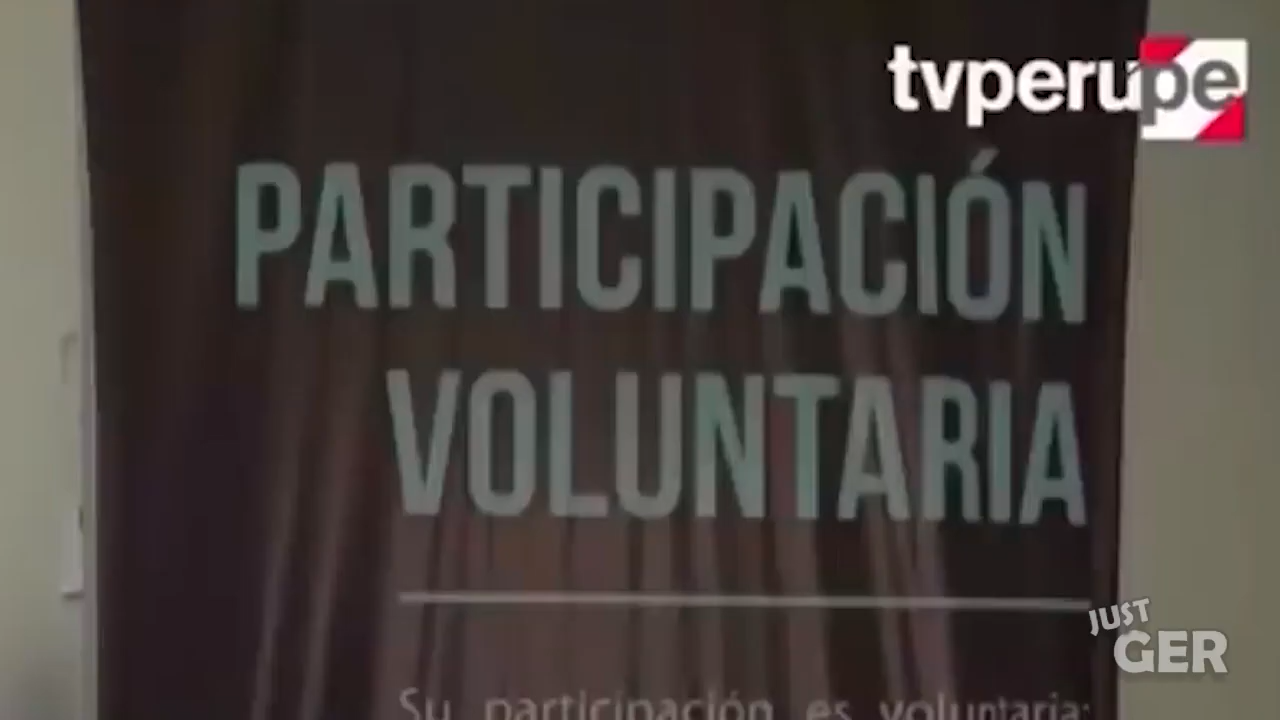 tvperupe
PARTICIPACIÓN
VOLUNTARIA
JUST
GER
Su participación es voluntaria;